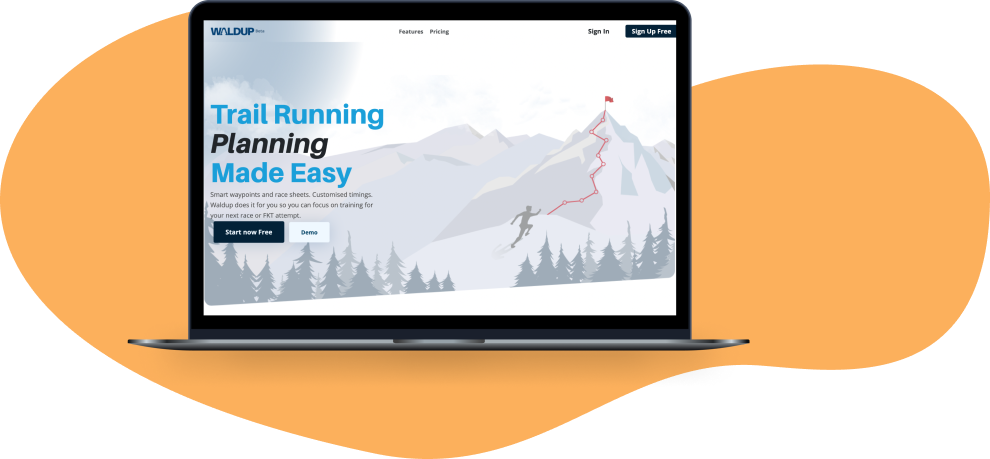 WALDUP Beta
Features Pricing
Sign In Sign Up Free
Trail Running
Planning
Made Easy
Smart waypoints and race sheets. Customised timings.
Waldup does it for you so you can focus on training for
your next race or FKT attempt.
Start now Free Demo